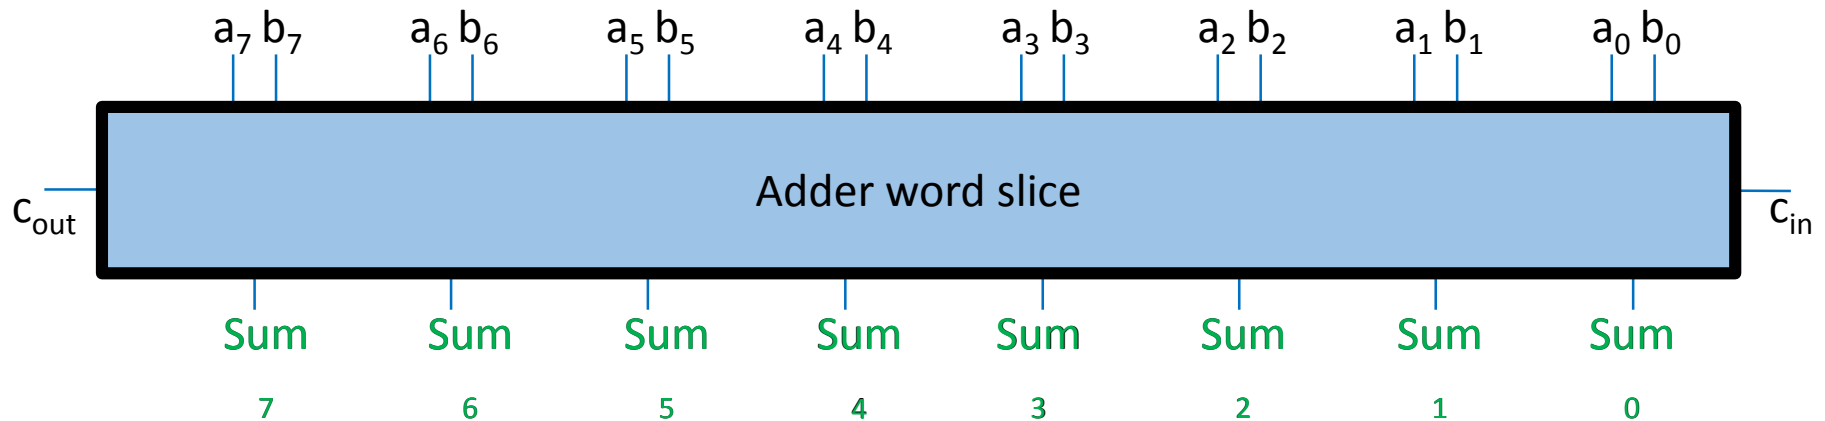 a₇ b₇ a₆ b₆ a₅ b₅ a₄ b₄ a₃ b₃ a₂ b₂ a₁ b₁ a₀ b₀
Adder word slice
cout cin
Sum Sum Sum Sum Sum Sum Sum Sum
7 6 5 4 3 2 1 0